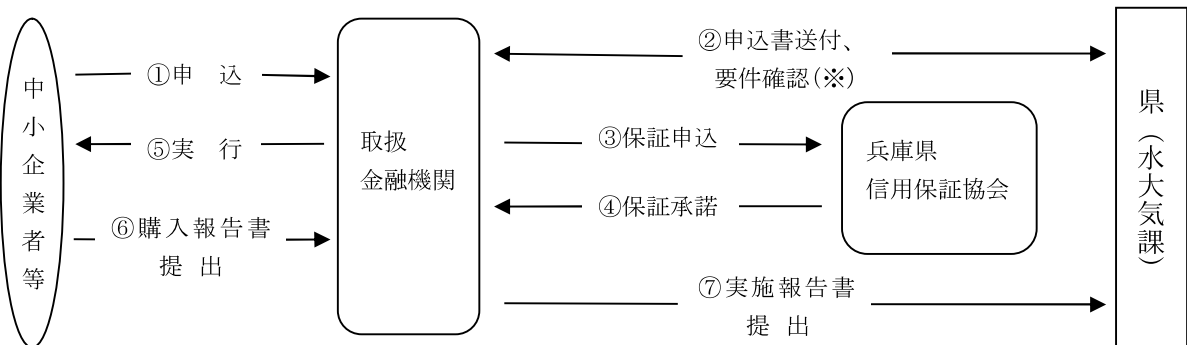 中小企業者等
①申　込
⑤実　行
⑥購入報告書
提　出
取扱
金融機関
②申込書送付、
要件確認(※)
③保証申込
④保証承諾
兵庫県
信用保証協会
⑦実施報告書
提　出
県（水大気課）